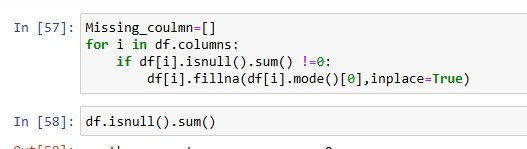 In [57]: Missing_coulmn=[]
for i in df.columns:
    if df[i].isnull().sum() !=0:
        df[i].fillna(df[i].mode()[0],inplace=True)
In [58]: df.isnull().sum()